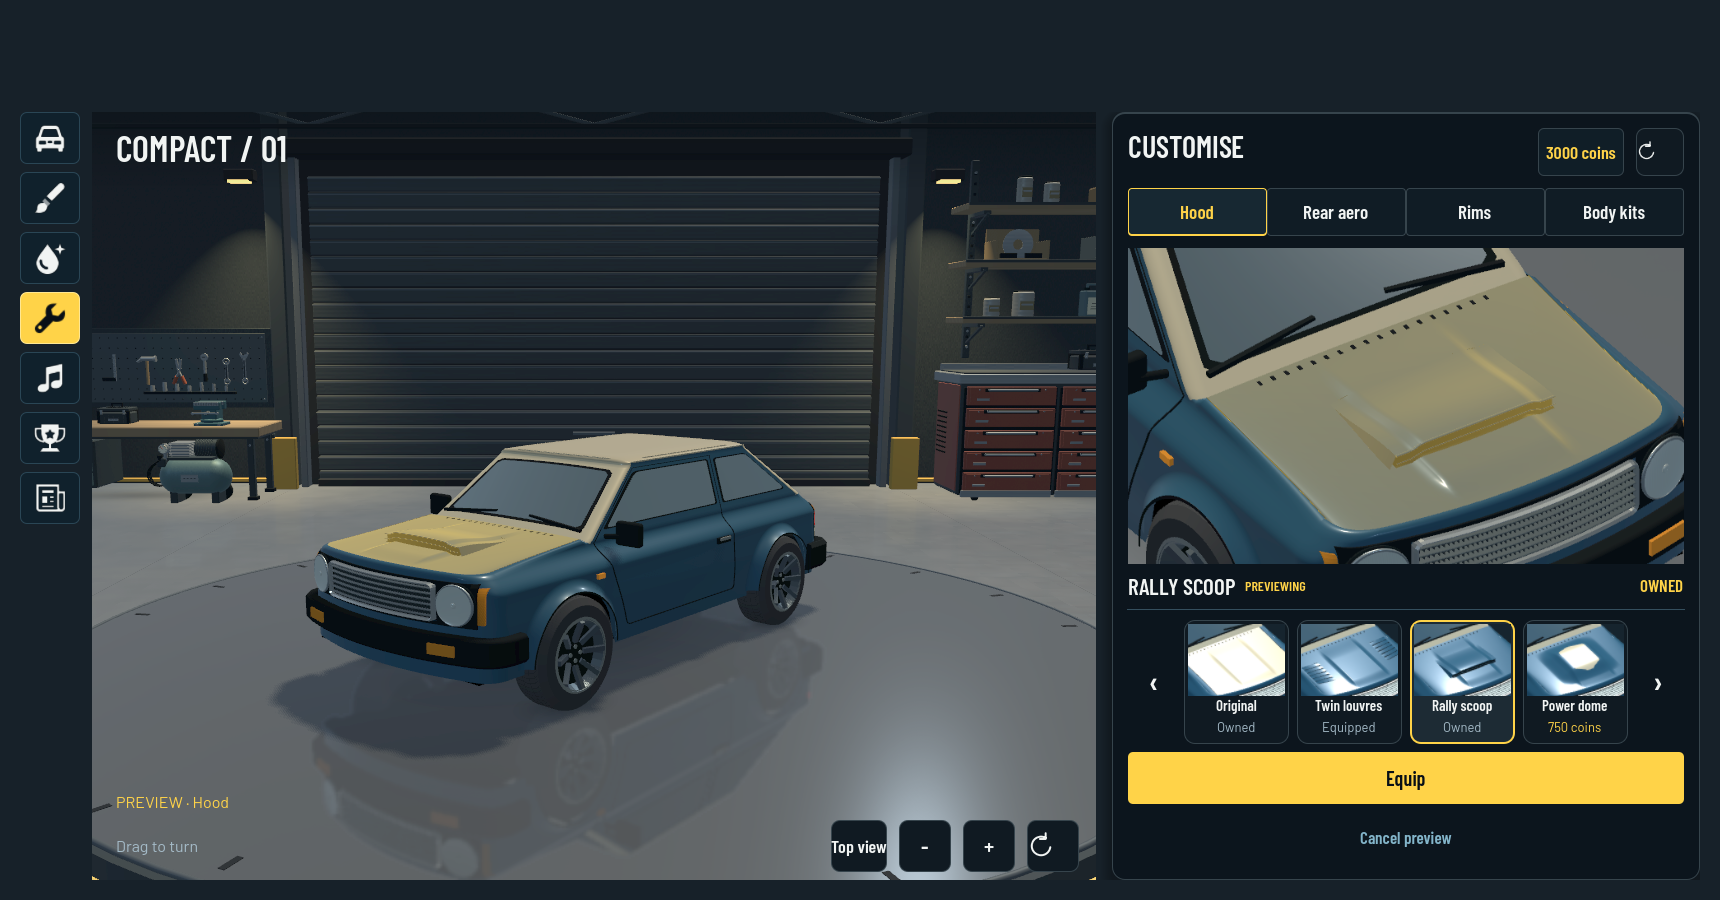 COMPACT / 01
PREVIEW · Hood
Drag to turn
Top view
-
+
CUSTOMISE
3000 coins
Hood
Rear aero
Rims
Body kits
RALLY SCOOP
PREVIEWING
OWNED
‹
Original
Owned
Twin louvres
Equipped
Rally scoop
Owned
Power dome
750 coins
›
Equip
Cancel preview